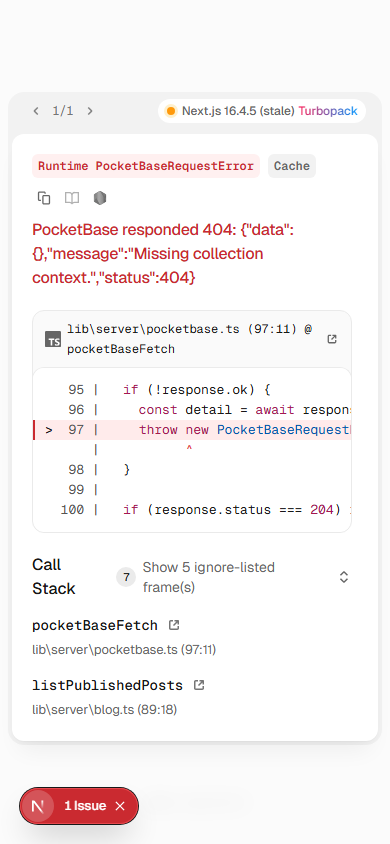 1/1
Next.js 16.4.5 (stale) Turbopack
Runtime PocketBaseRequestError
Cache
PocketBase responded 404: {"data":
{},"message":"Missing collection
context.","status":404}
TS
lib\server\pocketbase.ts (97:11) @
pocketBaseFetch
95 | if (!response.ok) {
96 | const detail = await respon
> 97 | throw new PocketBaseRequest
| ^
98 | }
99 |
100 | if (response.status === 204)
Call
Stack
7
Show 5 ignore-listed
frame(s)
pocketBaseFetch
lib\server\pocketbase.ts (97:11)
listPublishedPosts
lib\server\blog.ts (89:18)
N
1 Issue